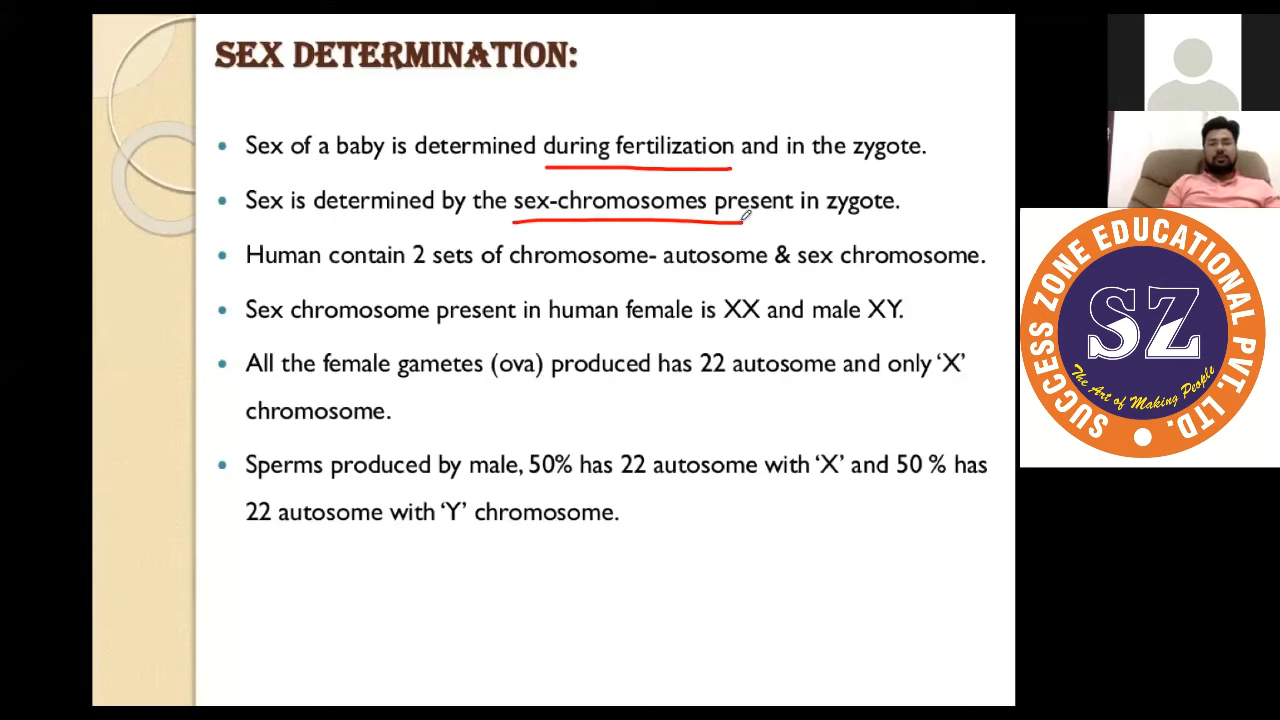 SEX DETERMINATION:
• Sex of a baby is determined during fertilization and in the zygote.
• Sex is determined by the sex-chromosomes present in zygote.
• Human contain 2 sets of chromosome- autosome & sex chromosome.
• Sex chromosome present in human female is XX and male XY.
• All the female gametes (ova) produced has 22 autosome and only ‘X’
chromosome.
• Sperms produced by male, 50% has 22 autosome with ‘X’ and 50 % has
22 autosome with ‘Y’ chromosome.
SUCCESS ZONE EDUCATIONAL PVT. LTD.
SZ
The Art of Making People